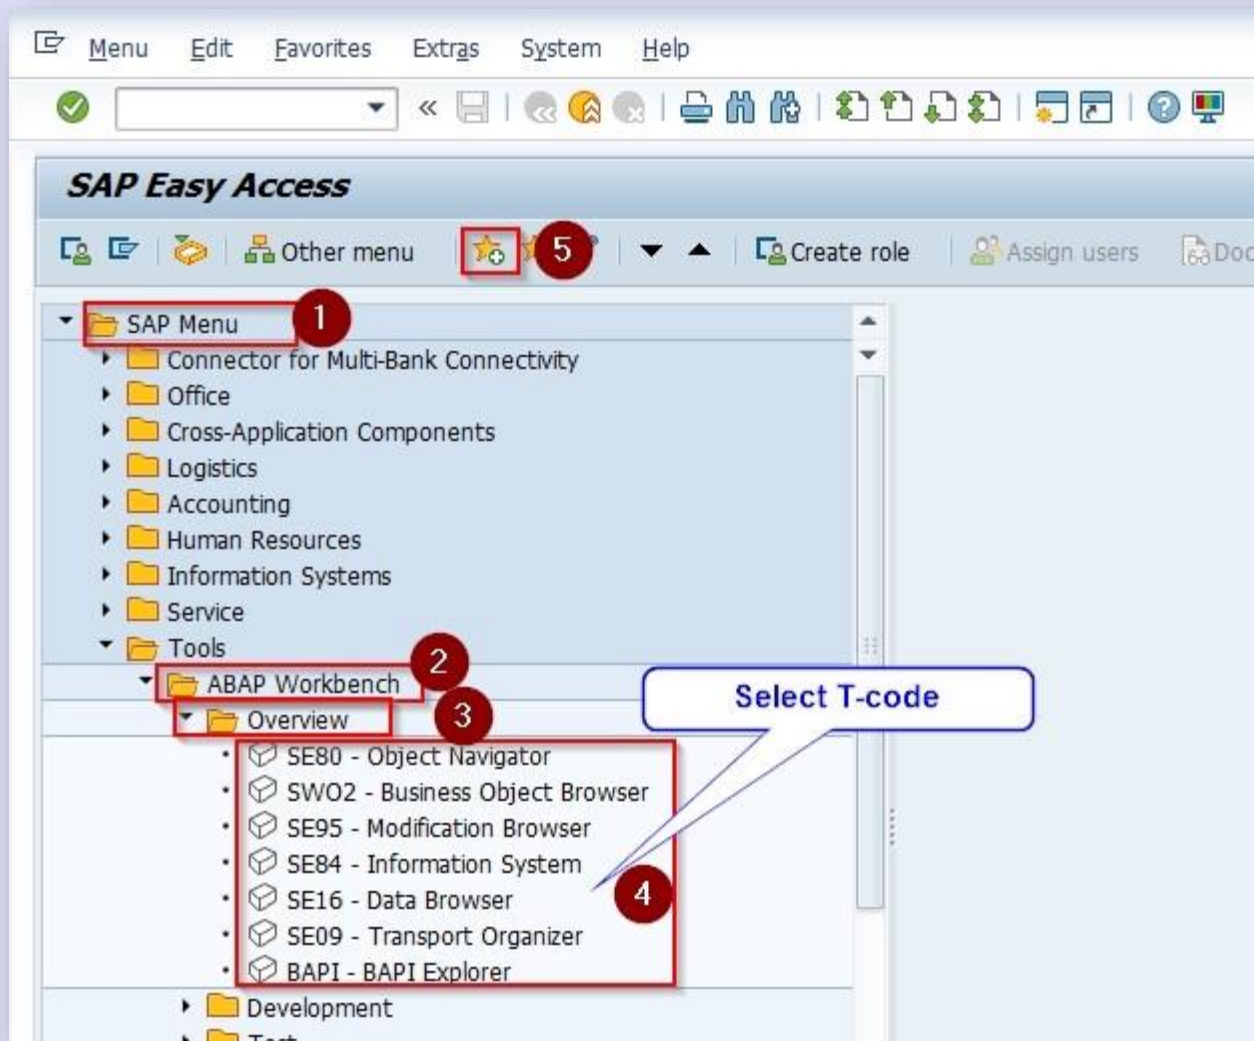 Menu Edit Favorites Extras System Help
SAP Easy Access
Other menu 5 Create role Assign users Doc
SAP Menu 1
Connector for Multi-Bank Connectivity
Office
Cross-Application Components
Logistics
Accounting
Human Resources
Information Systems
Service
Tools
ABAP Workbench 2
Overview 3
Select T-code
SE80 - Object Navigator
SWO2 - Business Object Browser
SE95 - Modification Browser
SE84 - Information System
SE16 - Data Browser
4
SE09 - Transport Organizer
BAPI - BAPI Explorer
Development